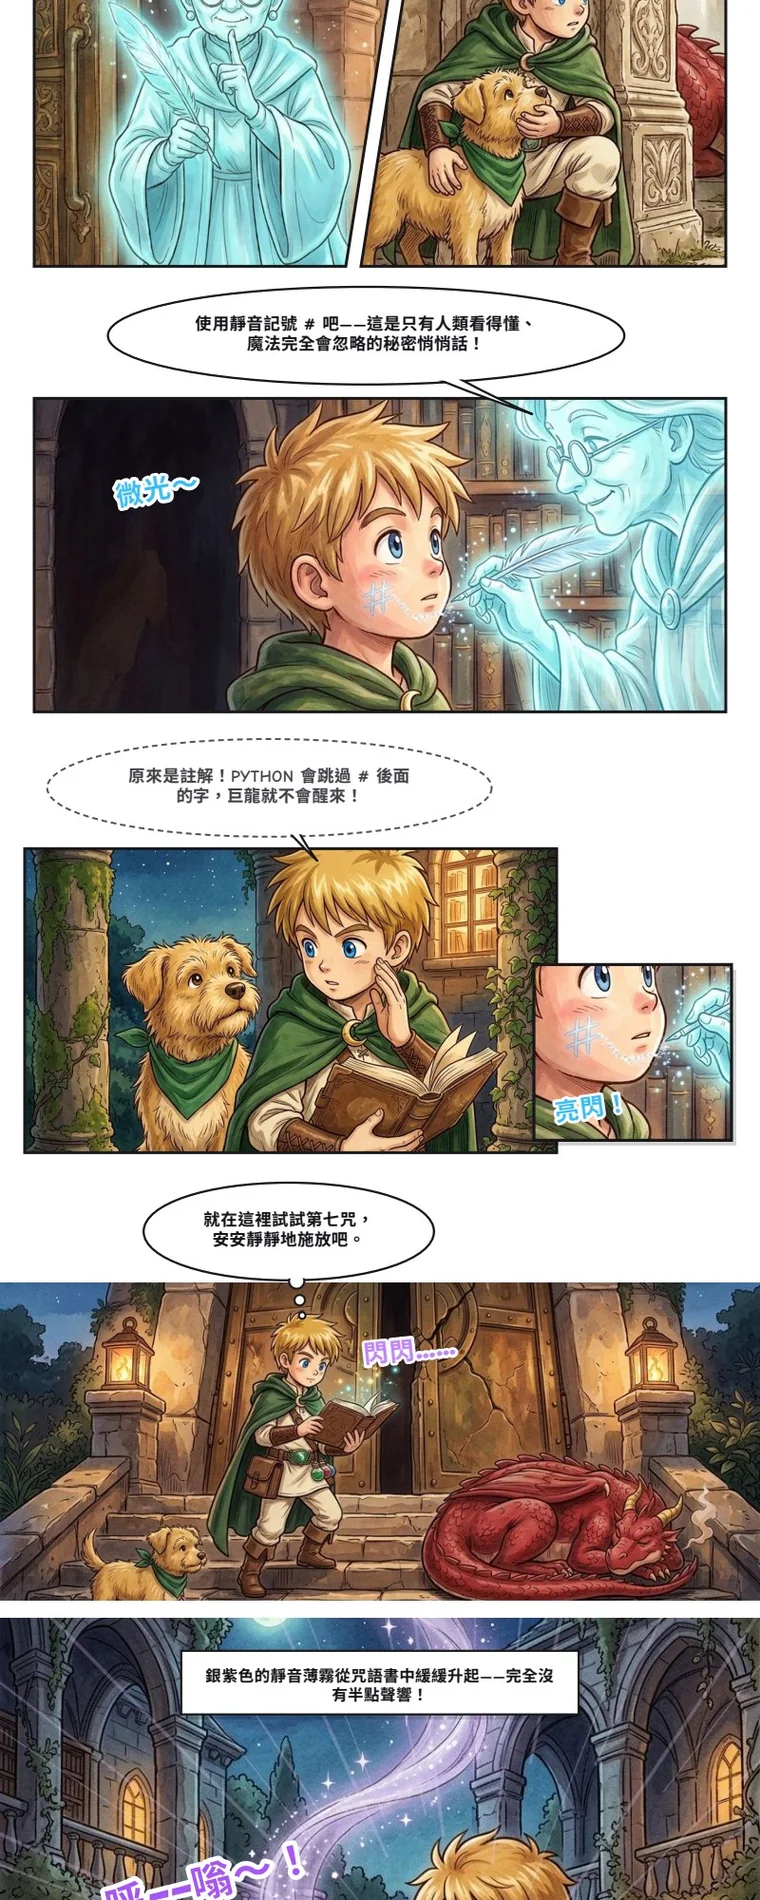 使用靜音記號 # 吧——這是只有人類看得懂、
魔法完全會忽略的秘密悄悄話！
微光～
#
原來是註解！PYTHON 會跳過 # 後面
的字，巨龍就不會醒來！
#
亮閃！
就在這裡試試第七咒，
安安靜靜地施放吧。
閃閃……
銀紫色的靜音薄霧從咒語書中緩緩升起——完全沒
有半點聲響！
呼——嗡～！